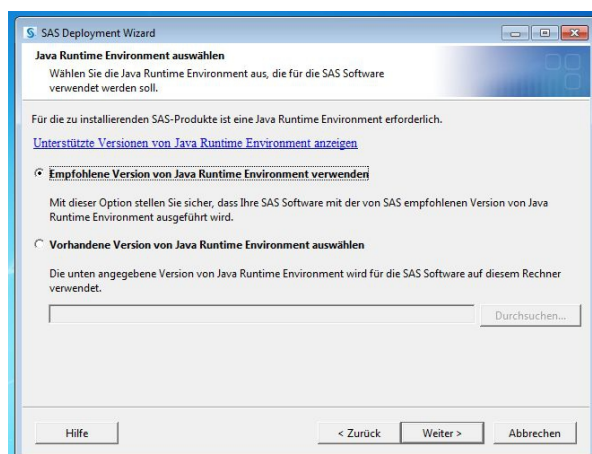 SAS Deployment Wizard
Java Runtime Environment auswählen
Wählen Sie die Java Runtime Environment aus, die für die SAS Software
verwendet werden soll.
Für die zu installierenden SAS-Produkte ist eine Java Runtime Environment erforderlich.
Unterstützte Versionen von Java Runtime Environment anzeigen
Empfohlene Version von Java Runtime Environment verwenden
Mit dieser Option stellen Sie sicher, dass Ihre SAS Software mit der von SAS empfohlenen Version von Java
Runtime Environment ausgeführt wird.
Vorhandene Version von Java Runtime Environment auswählen
Die unten angegebene Version von Java Runtime Environment wird für die SAS Software auf diesem Rechner
verwendet.
Durchsuchen...
Hilfe < Zurück Weiter > Abbrechen